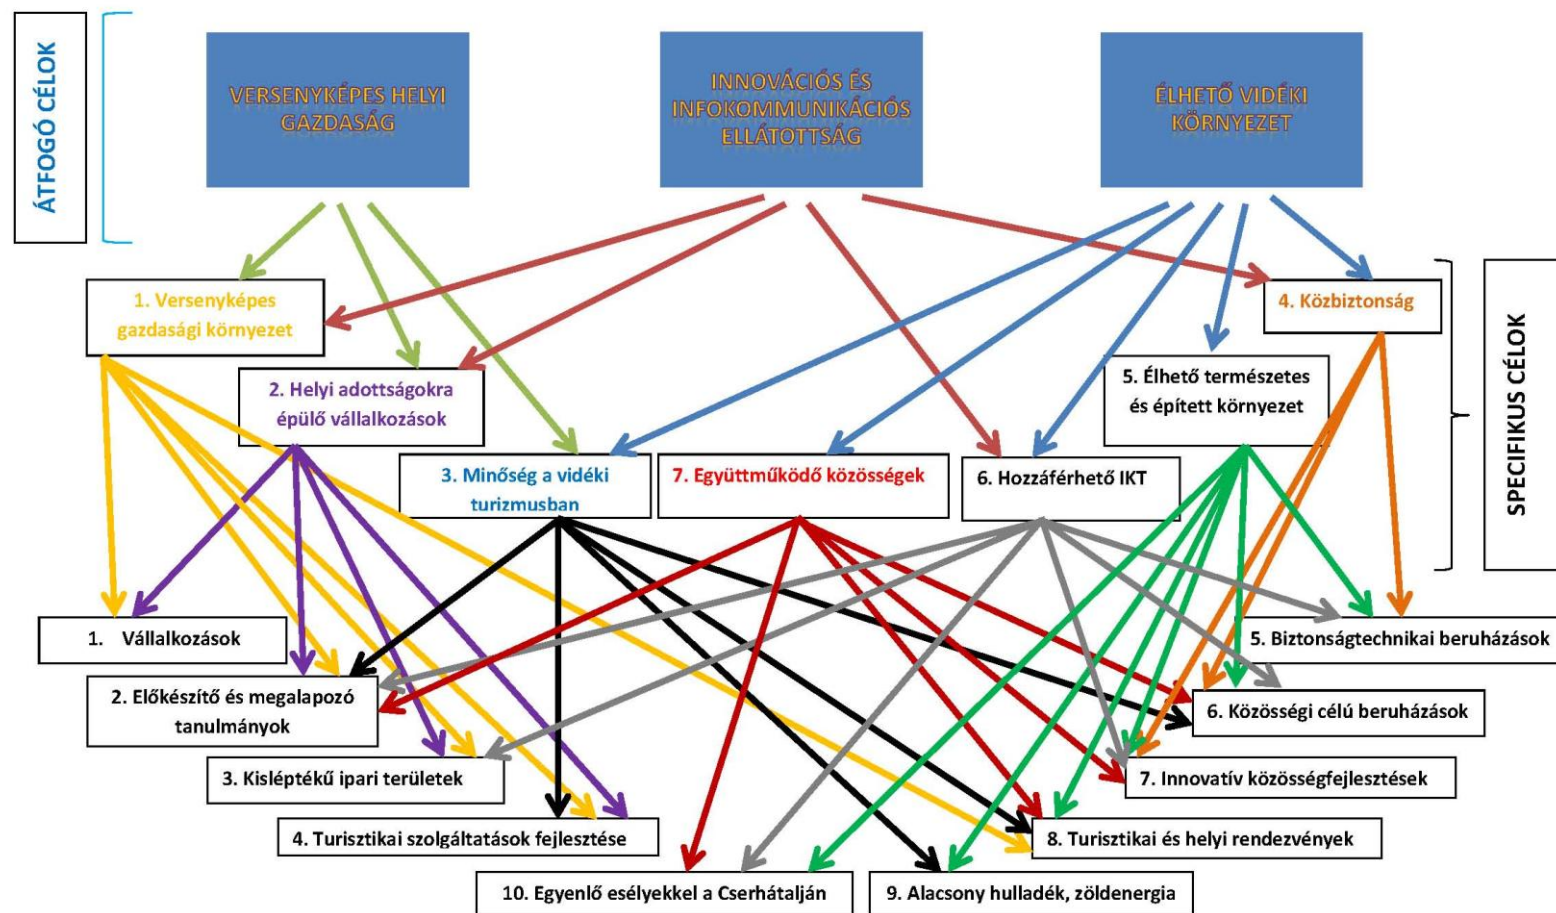 ÁTFOGÓ CÉLOK
VERSENYKÉPES HELYI
GAZDASÁG
INNOVÁCIÓS ÉS
INFOKOMMUNIKÁCIÓS
ELLÁTOTTSÁG
ÉLHETŐ VIDÉKI
KÖRNYEZET
1. Versenyképes
gazdasági környezet
4. Közbiztonság
SPECIFIKUS CÉLOK
2. Helyi adottságokra
épülő vállalkozások
5. Élhető természetes
és épített környezet
3. Minőség a vidéki
turizmusban
7. Együttműködő közösségek
6. Hozzáférhető IKT
1. Vállalkozások
5. Biztonságtechnikai beruházások
2. Előkészítő és megalapozó
tanulmányok
6. Közösségi célú beruházások
3. Kisléptékű ipari területek
7. Innovatív közösségfejlesztések
4. Turisztikai szolgáltatások fejlesztése
8. Turisztikai és helyi rendezvények
10. Egyenlő esélyekkel a Cserhátalján
9. Alacsony hulladék, zöldenergia